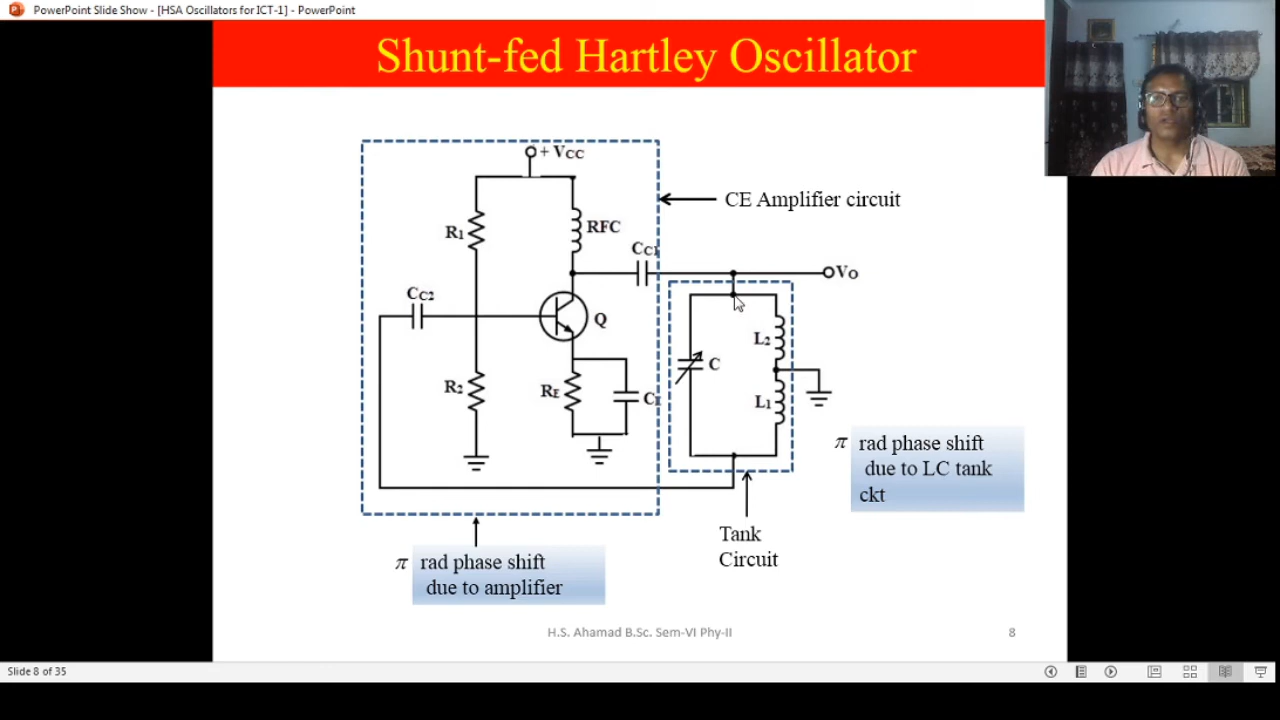 PowerPoint Slide Show - [HSA Oscillators for ICT-1] - PowerPoint
Shunt-fed Hartley Oscillator
+ VCC
CE Amplifier circuit
R1
RFC
CC1
VO
CC2
Q
L2
C
R2
RE
L1
π rad phase shift
due to LC tank
ckt
Tank
Circuit
π rad phase shift
due to amplifier
H.S. Ahamad B.Sc. Sem-VI Phy-II
8
Slide 8 of 35